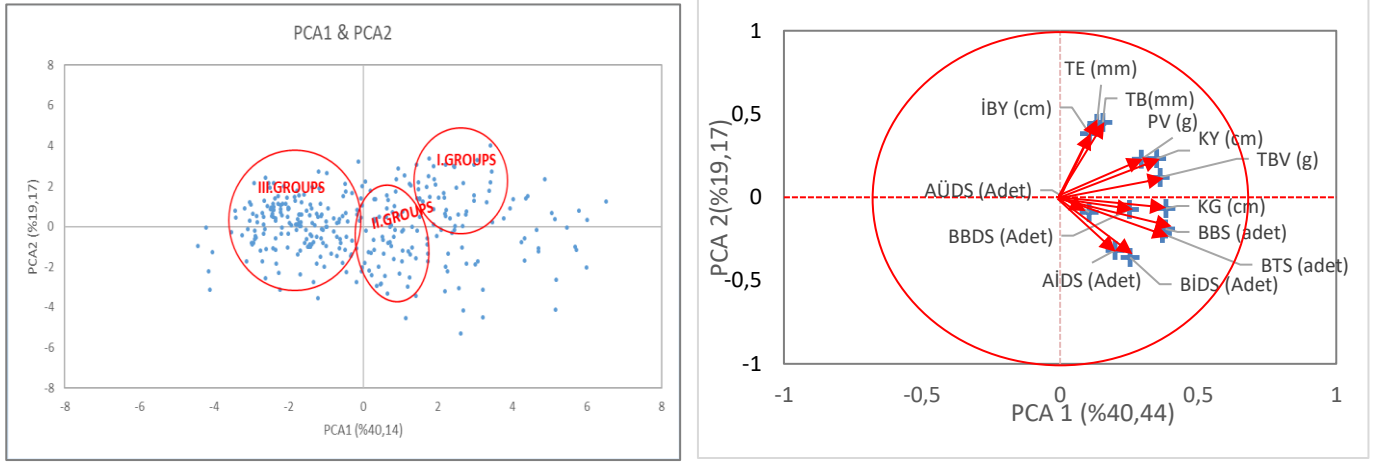 PCA1 & PCA2
8
6
4
2
0
-2
-4
-6
-8
PCA2 (%19,17)
I.GROUPS
III.GROUPS
II.GROUPS
-8
-6
-4
-2
0
2
4
6
8
PCA1 (%40,14)
1
0,5
0
-0,5
-1
PCA 2(%19,17)
TE (mm)
İBY (cm)
TB(mm)
PV (g)
KY (cm)
TBV (g)
AÜDS (Adet)
KG (cm)
BBDS (Adet)
BBS (adet)
BTS (adet)
AİDS (Adet)
BİDS (Adet)
-1
-0,5
0
0,5
1
PCA 1 (%40,44)